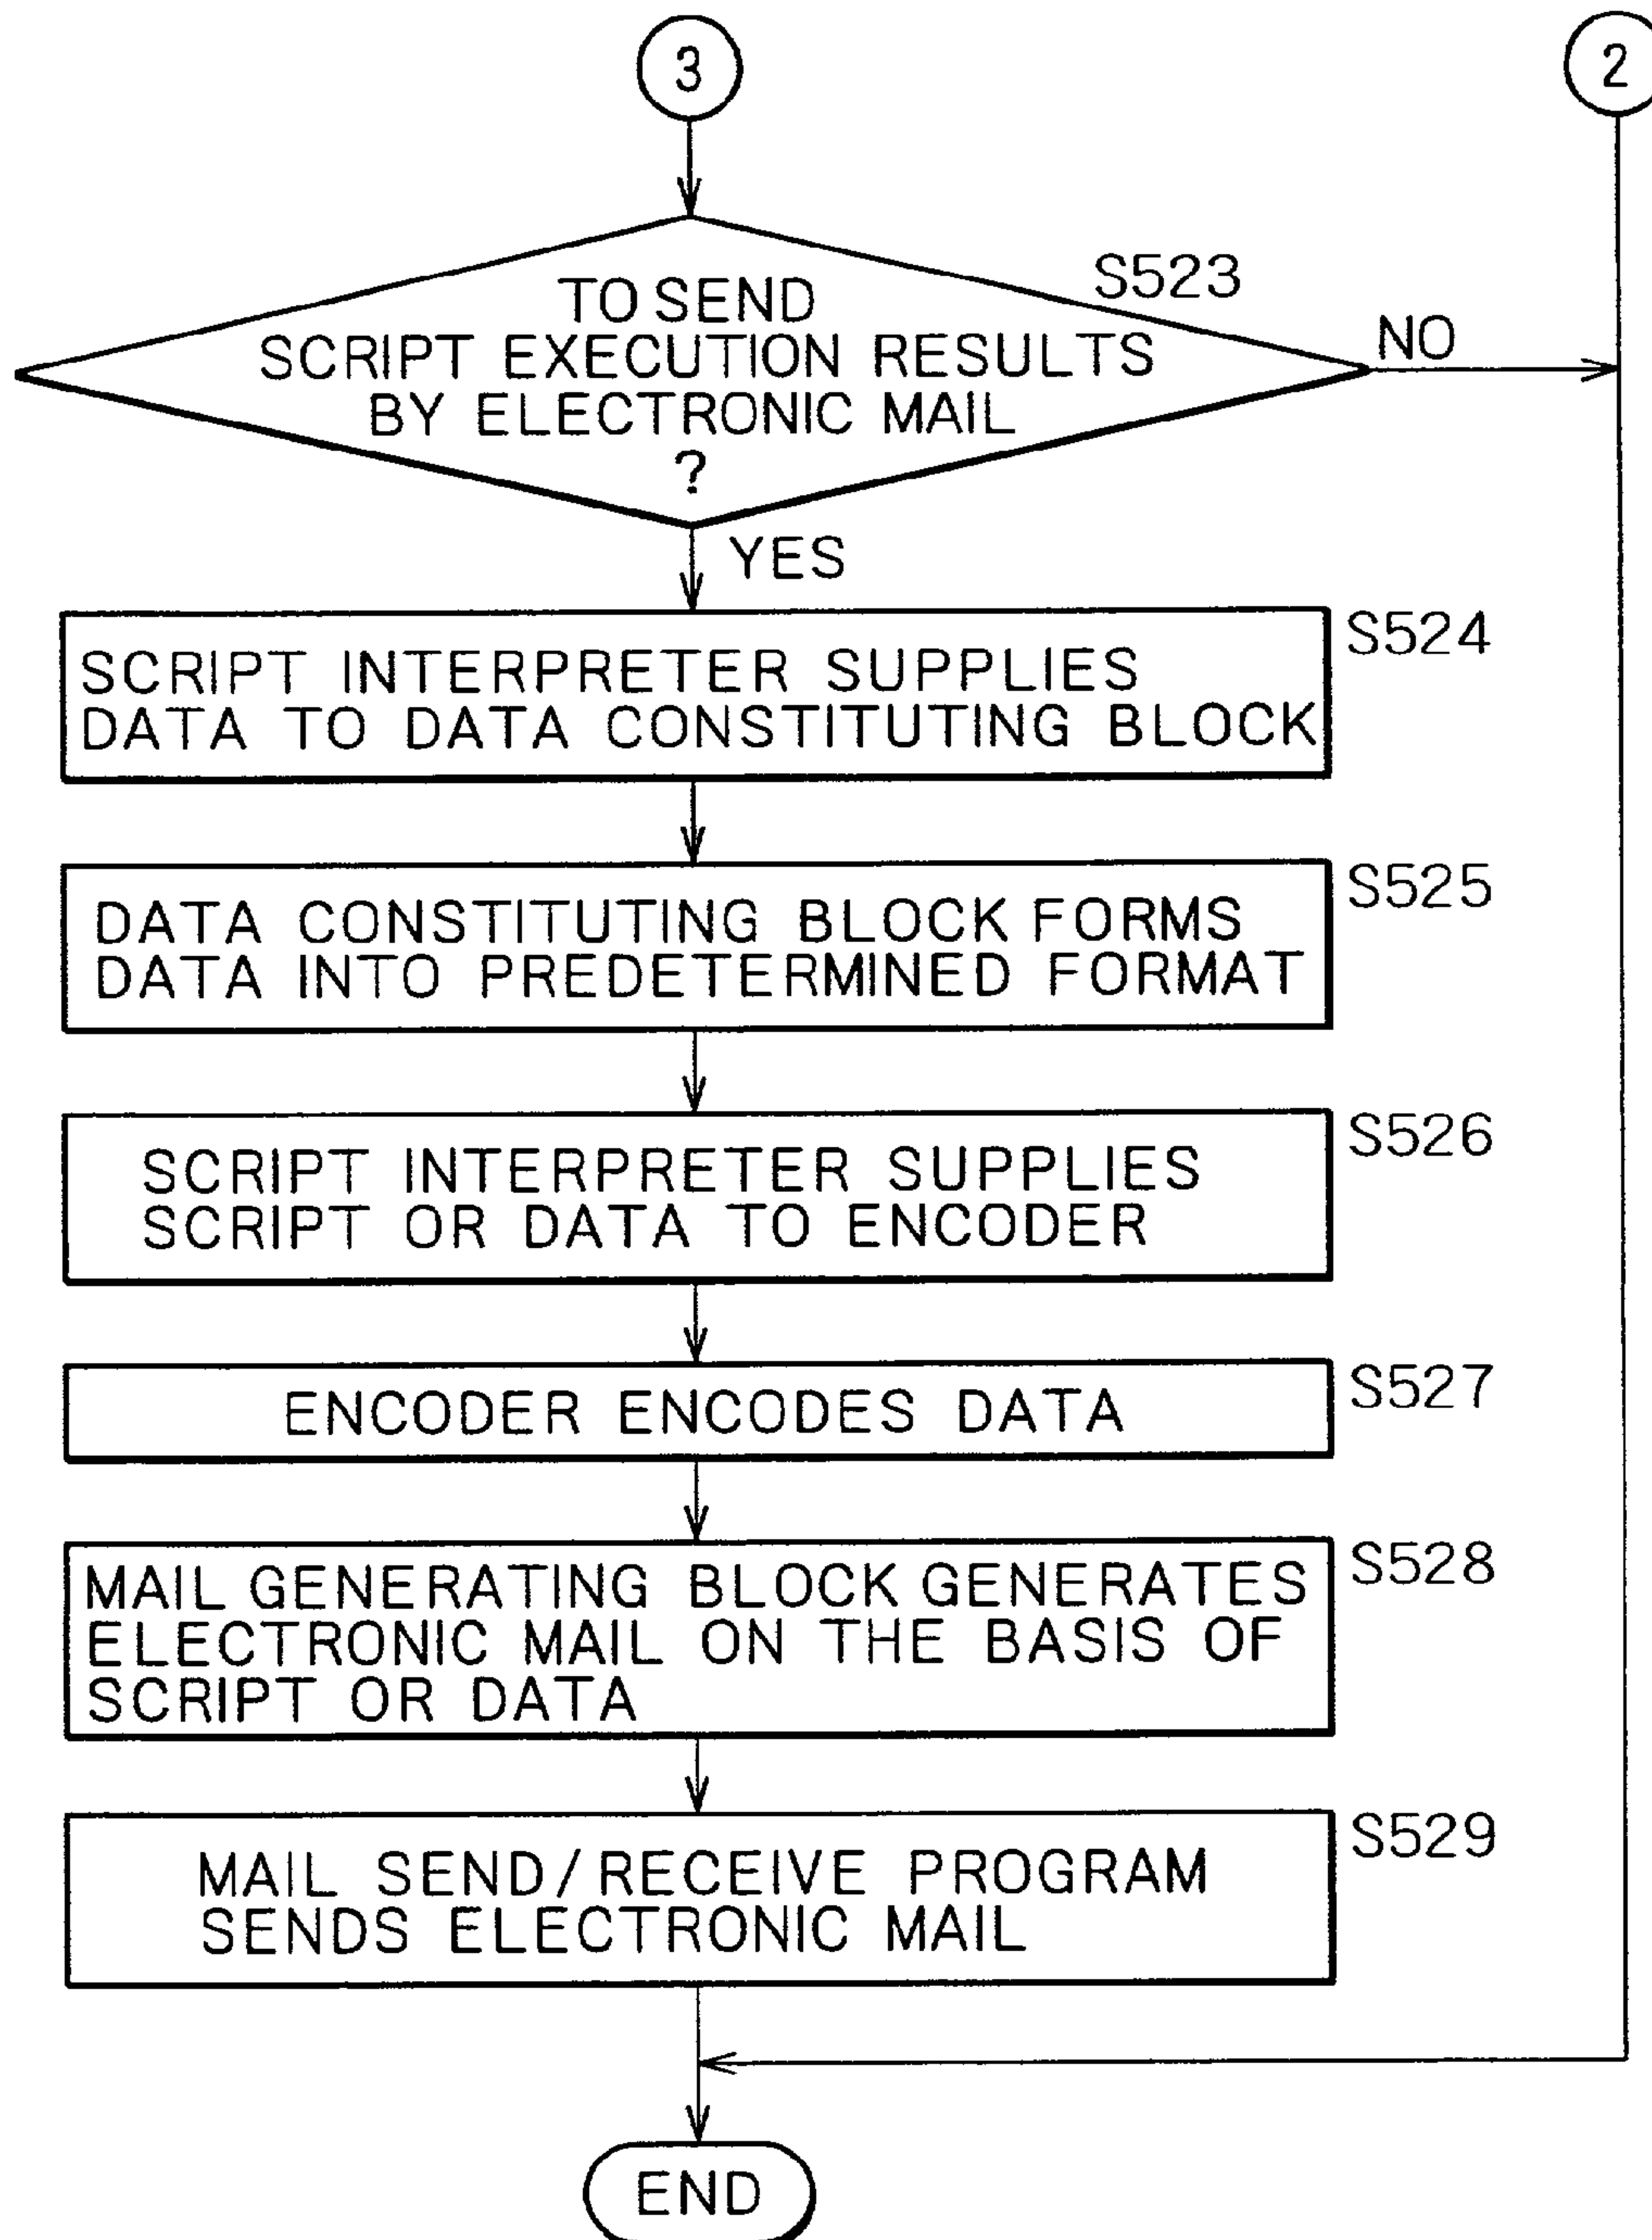 3
2
S523
TO SEND
SCRIPT EXECUTION RESULTS
BY ELECTRONIC MAIL
?
NO
YES
S524
SCRIPT INTERPRETER SUPPLIES
DATA TO DATA CONSTITUTING BLOCK
S525
DATA CONSTITUTING BLOCK FORMS
DATA INTO PREDETERMINED FORMAT
S526
SCRIPT INTERPRETER SUPPLIES
SCRIPT OR DATA TO ENCODER
S527
ENCODER ENCODES DATA
S528
MAIL GENERATING BLOCK GENERATES
ELECTRONIC MAIL ON THE BASIS OF
SCRIPT OR DATA
S529
MAIL SEND/RECEIVE PROGRAM
SENDS ELECTRONIC MAIL
END